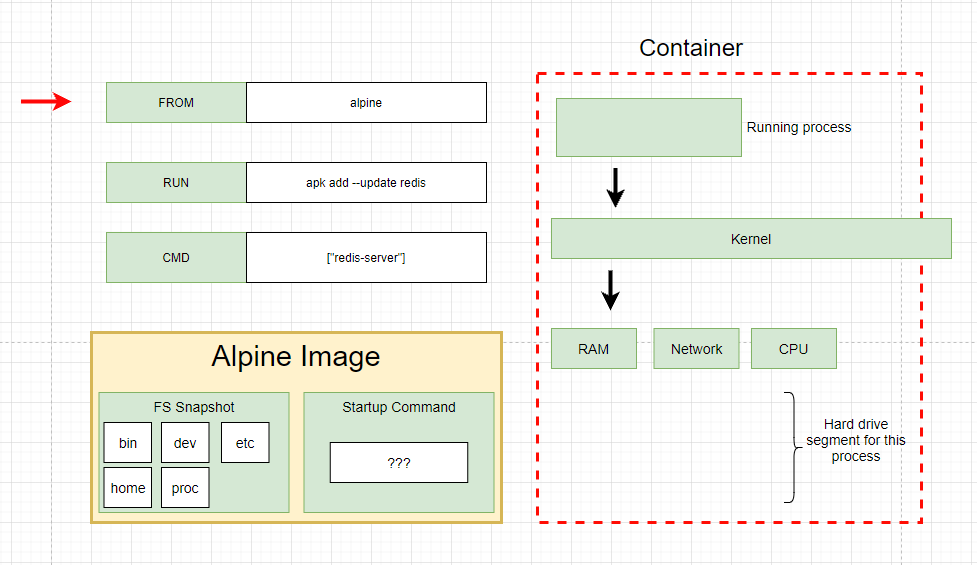 Container
FROM
alpine
Running process
RUN
apk add --update redis
Kernel
CMD
["redis-server"]
Alpine Image
RAM
Network
CPU
FS Snapshot
Startup Command
bin
dev
etc
???
home
proc
Hard drive
segment for this
process